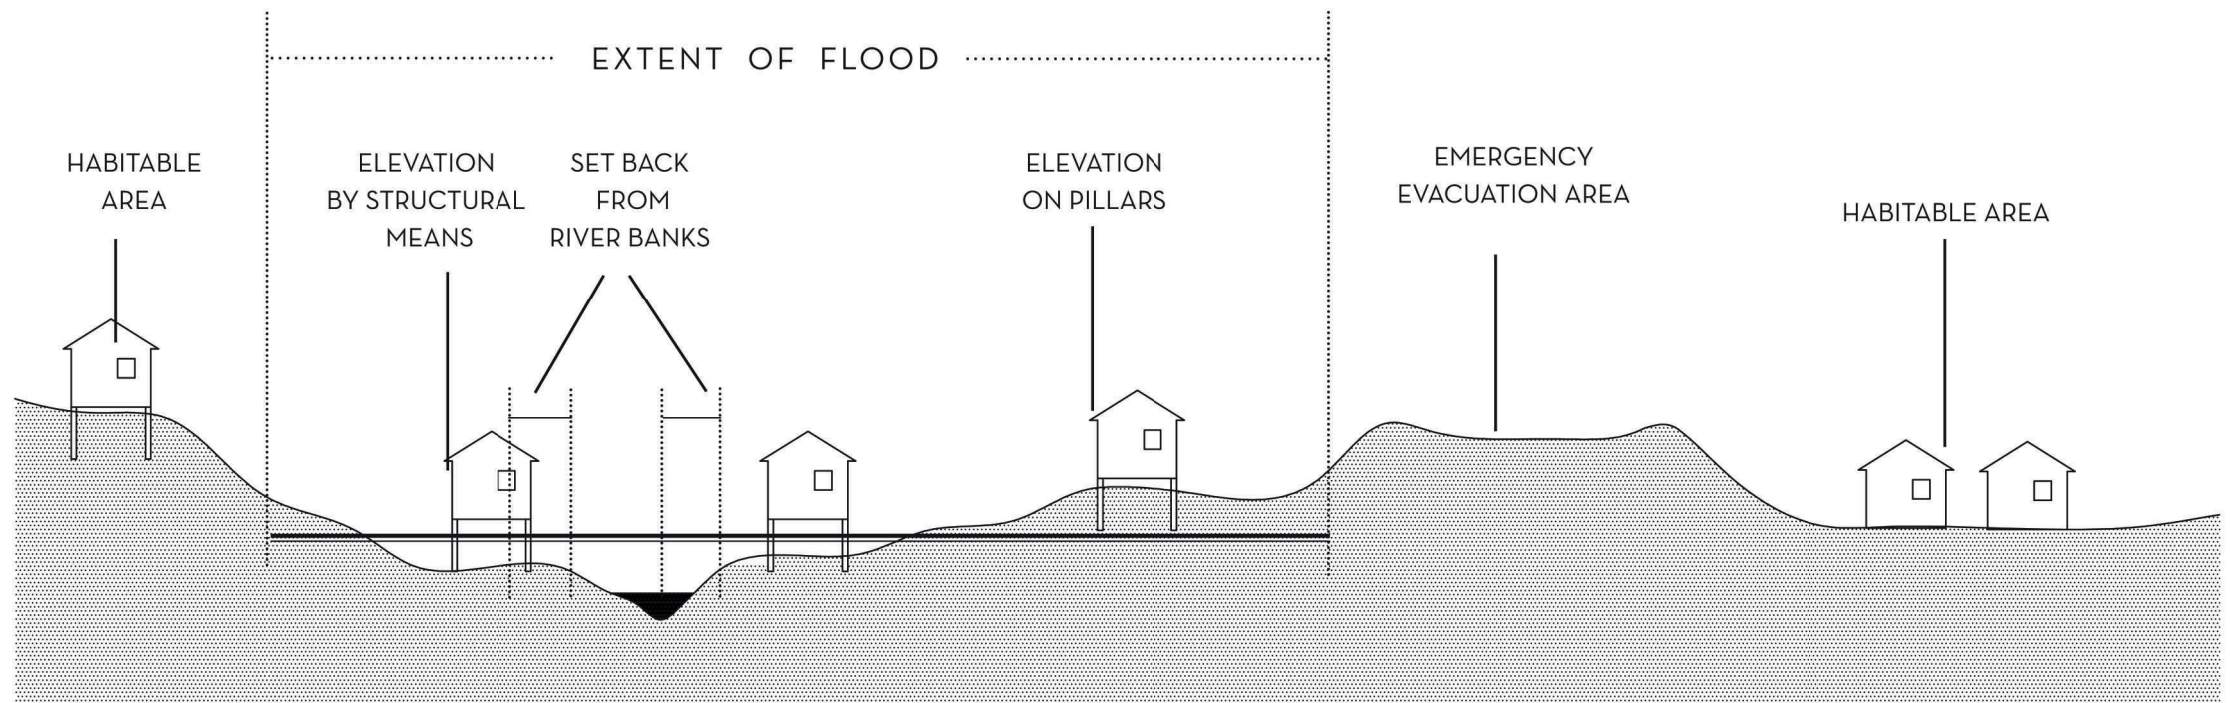 EXTENT OF FLOOD
HABITABLE
AREA
ELEVATION
BY STRUCTURAL
MEANS
SET BACK
FROM
RIVER BANKS
ELEVATION
ON PILLARS
EMERGENCY
EVACUATION AREA
HABITABLE AREA